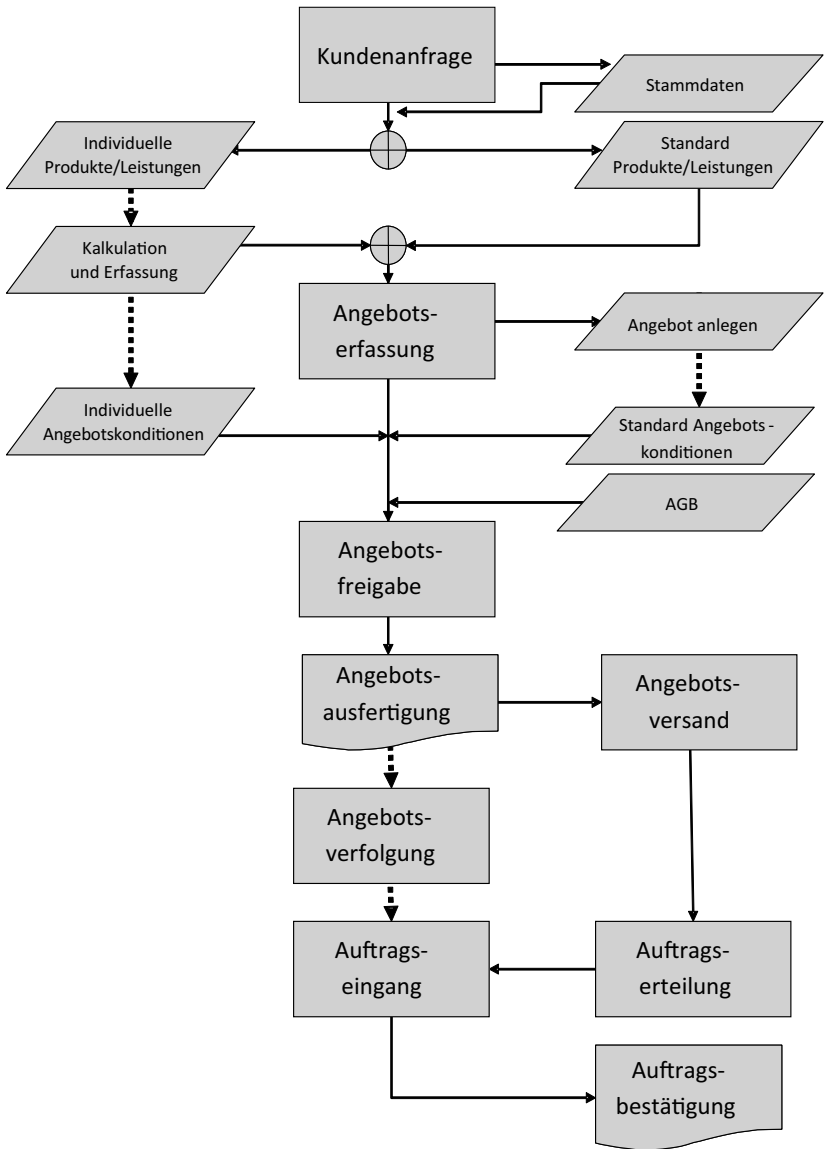 Kundenanfrage
Stammdaten
Individuelle
Produkte/Leistungen
Standard
Produkte/Leistungen
Kalkulation
und Erfassung
Angebots-
erfassung
Angebot anlegen
Individuelle
Angebotskonditionen
Standard Angebots-
konditionen
AGB
Angebots-
freigabe
Angebots-
ausfertigung
Angebots-
versand
Angebots-
verfolgung
Auftrags-
eingang
Auftrags-
erteilung
Auftrags-
bestätigung